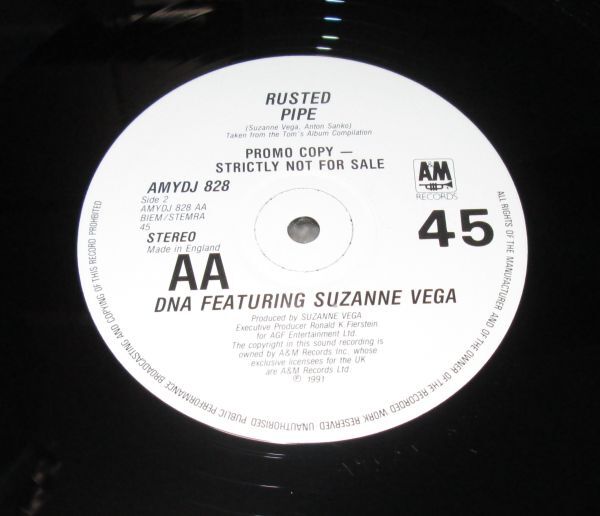 RUSTED
PIPE
(Suzanne Vega, Anton Sanko)
Taken from the Tom's Album Compilation
PROMO COPY —
STRICTLY NOT FOR SALE
AMYDJ 828
Side 2
AMYDJ 828 AA
BIEM/STEMRA
45
STEREO
Made in England
A&M
RECORDS
45
AA
DNA FEATURING SUZANNE VEGA
Produced by SUZANNE VEGA
Executive Producer Ronald K Fierstein
for AGF Entertainment Ltd.
The copyright in this sound recording is
owned by A&M Records Inc. whose
exclusive licensees for the UK
are A&M Records Ltd.
℗ 1991
ALL RIGHTS OF THE MANUFACTURER AND OF THE OWNER OF THE RECORDED WORK RESERVED. UNAUTHORISED PUBLIC PERFORMANCE BROADCASTING AND COPYING OF THIS RECORD PROHIBITED